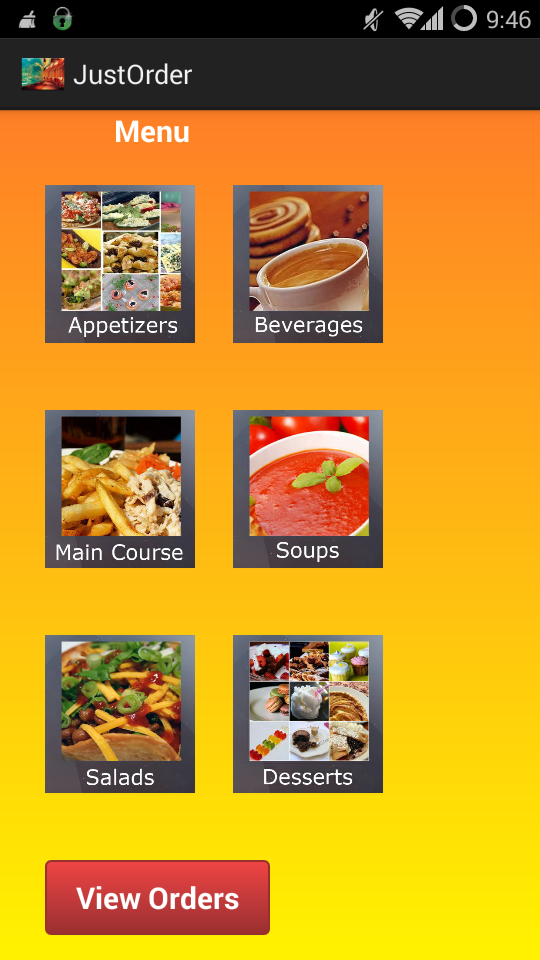 9:46
JustOrder
Menu
Appetizers
Beverages
Main Course
Soups
Salads
Desserts
View Orders